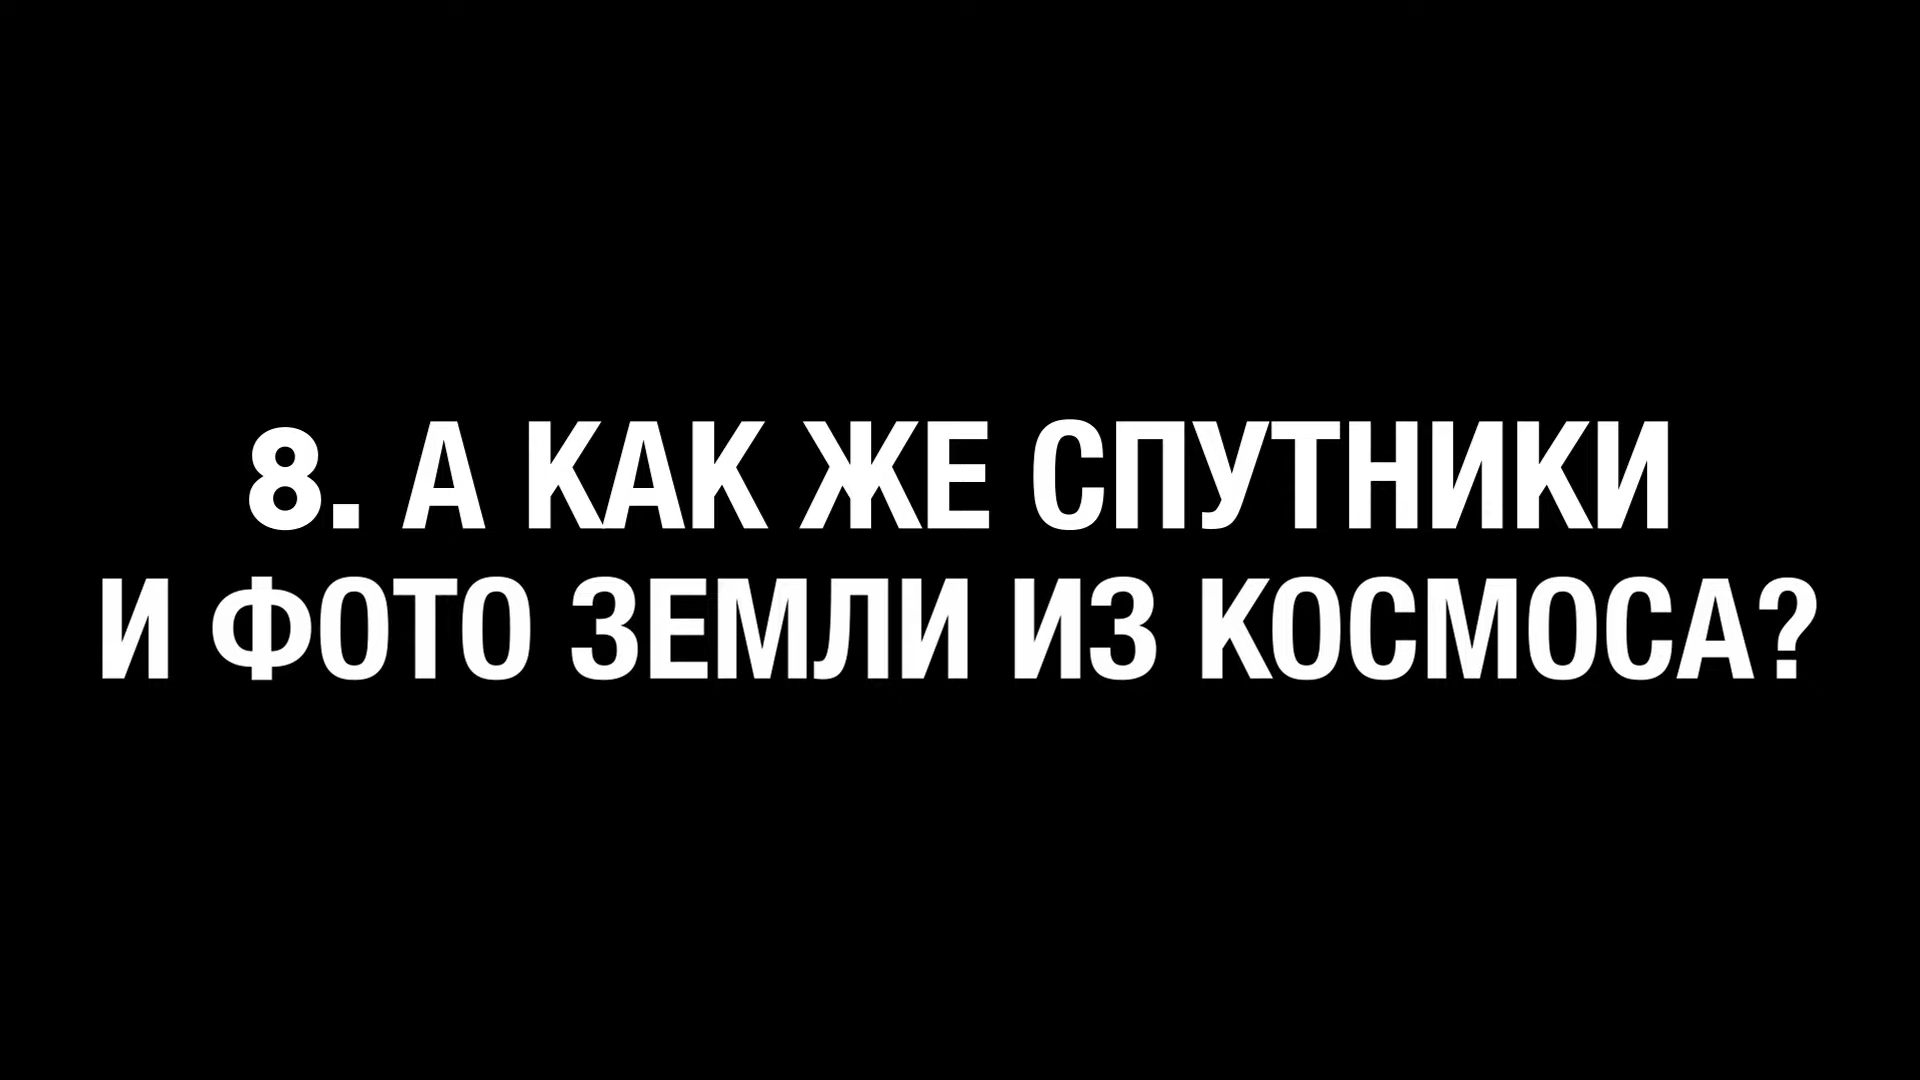 8. А КАК ЖЕ СПУТНИКИ
И ФОТО ЗЕМЛИ ИЗ КОСМОСА?